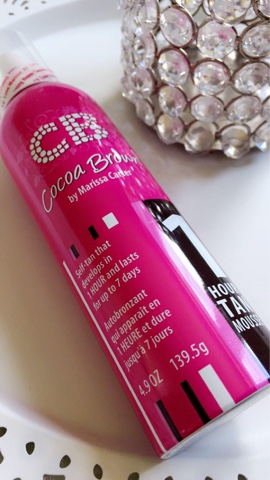 CB
Cocoa Brown
by Marissa Carter
Self-tan that
develops in
1 HOUR and lasts
for up to 7 days
Autobronzant
qui apparaît en
1 HEURE et dure
jusqu'à 7 jours
4.9 OZ 139.5g
1
HOUR
TAN
MOUSSE